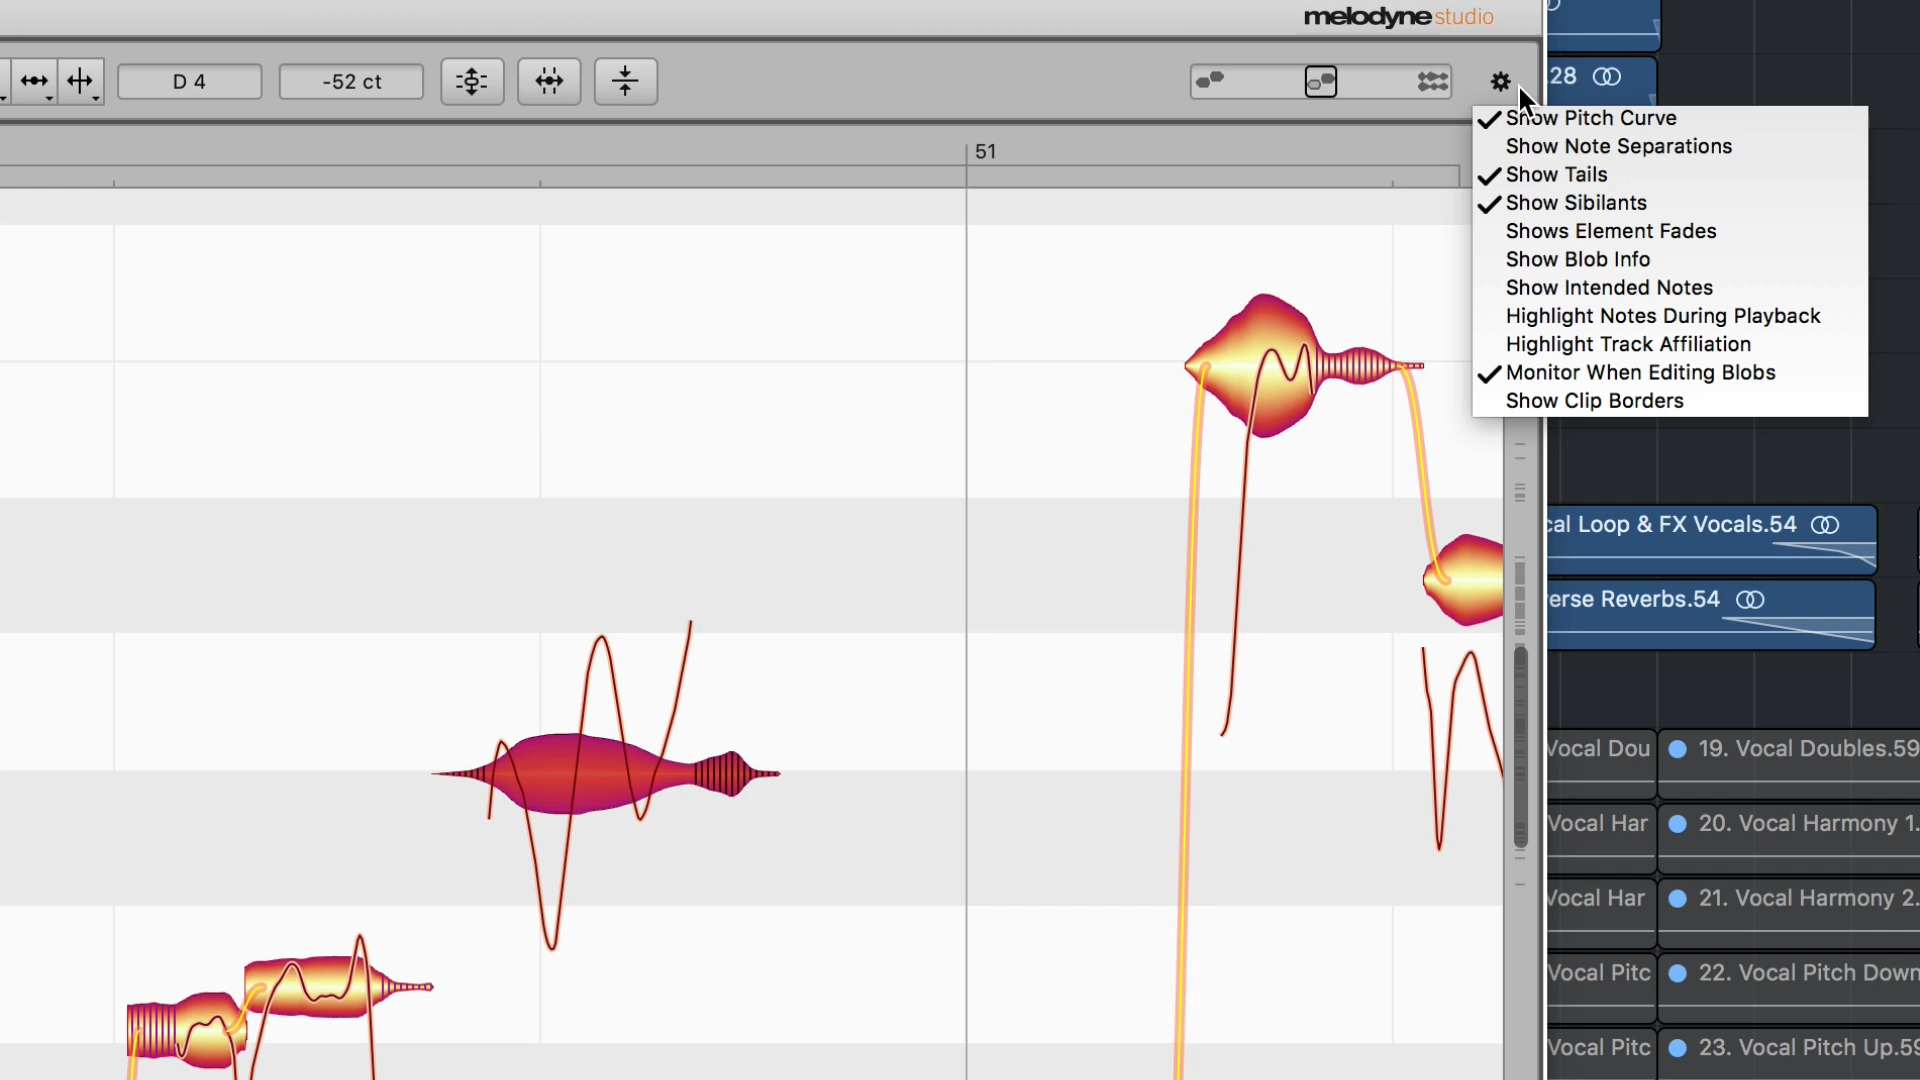 melodyne studio
D 4
-52 ct
51
.28
Show Pitch Curve
Show Note Separations
Show Tails
Show Sibilants
Shows Element Fades
Show Blob Info
Show Intended Notes
Highlight Notes During Playback
Highlight Track Affiliation
Monitor When Editing Blobs
Show Clip Borders
cal Loop & FX Vocals.54
erse Reverbs.54
Vocal Dou
19. Vocal Doubles.59
Vocal Har
20. Vocal Harmony 1.
Vocal Har
21. Vocal Harmony 2.
Vocal Pitc
22. Vocal Pitch Down
Vocal Pitc
23. Vocal Pitch Up.59